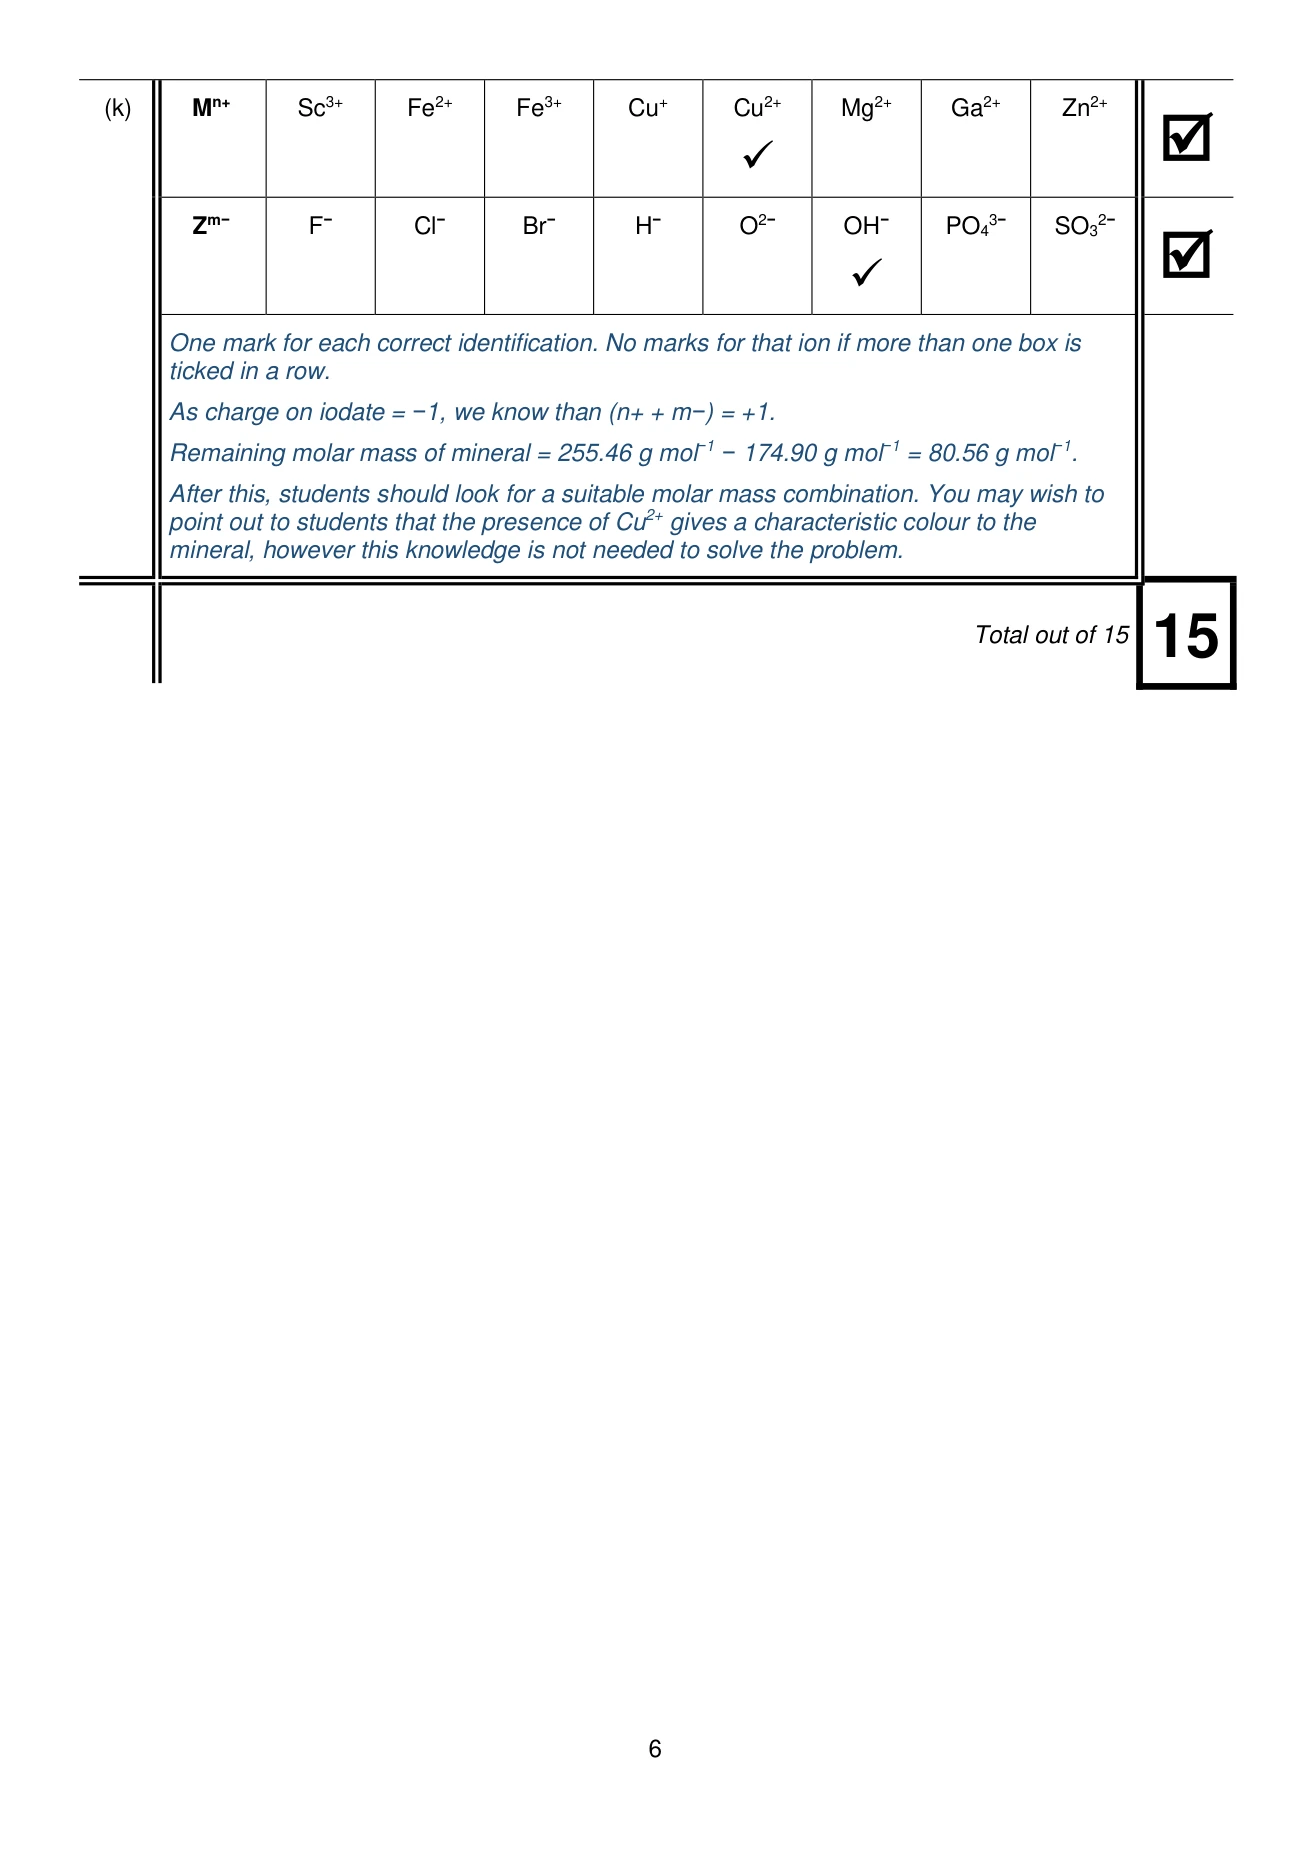 (k) Mⁿ⁺ Sc³⁺ Fe²⁺ Fe³⁺ Cu⁺ Cu²⁺ Mg²⁺ Ga²⁺ Zn²⁺
✓ ☑
Zᵐ⁻ F⁻ Cl⁻ Br⁻ H⁻ O²⁻ OH⁻ PO₄³⁻ SO₃²⁻
✓ ☑
One mark for each correct identification. No marks for that ion if more than one box is
ticked in a row.
As charge on iodate = −1, we know than (n+ + m−) = +1.
Remaining molar mass of mineral = 255.46 g mol⁻¹ − 174.90 g mol⁻¹ = 80.56 g mol⁻¹.
After this, students should look for a suitable molar mass combination. You may wish to
point out to students that the presence of Cu²⁺ gives a characteristic colour to the
mineral, however this knowledge is not needed to solve the problem.
Total out of 15 15
6